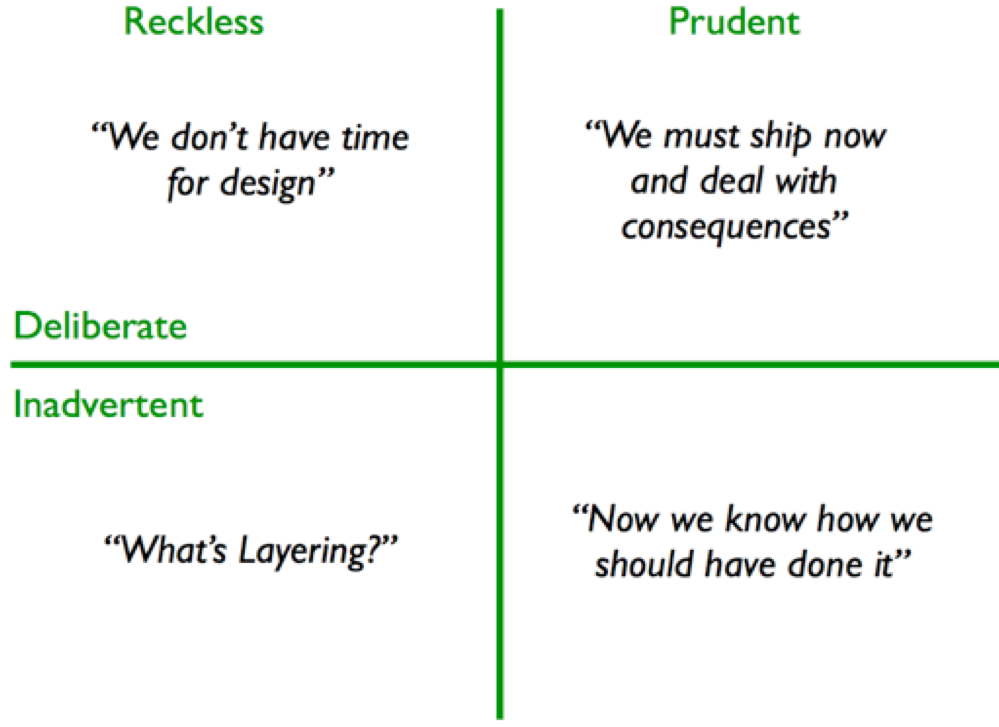 Reckless
Prudent
“We don’t have time
for design”
“We must ship now
and deal with
consequences”
Deliberate
Inadvertent
“What’s Layering?”
“Now we know how we
should have done it”